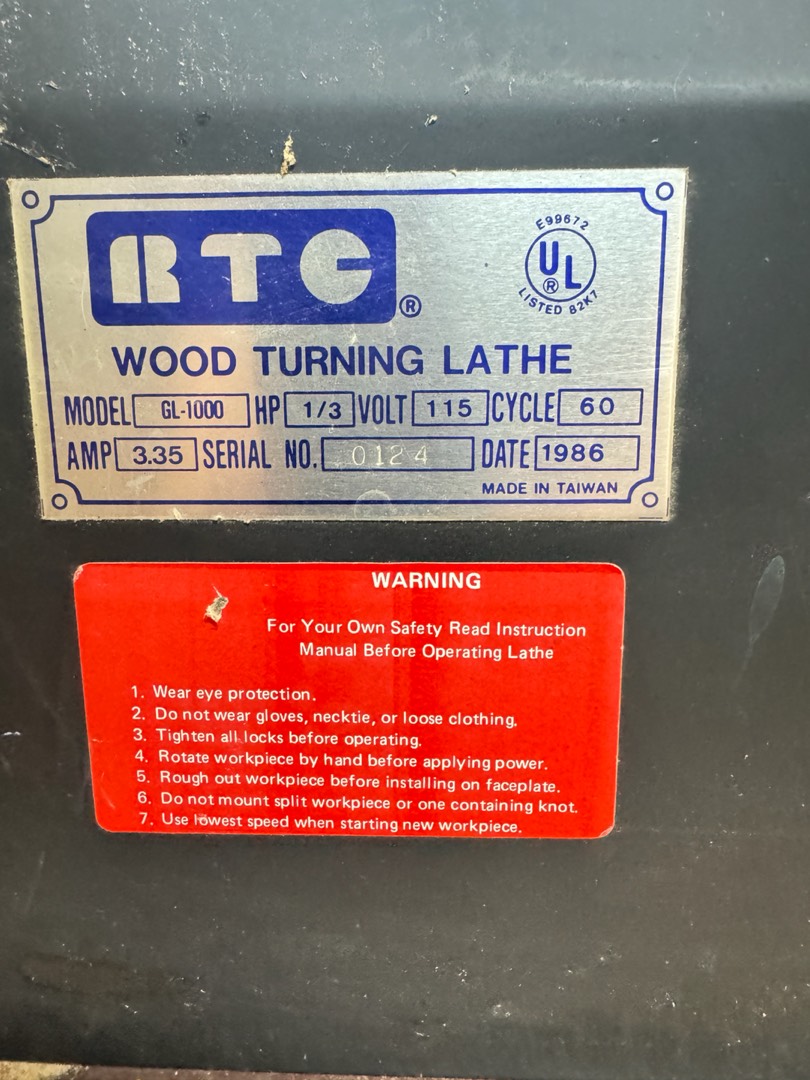 RTC ®
E99672
UL ®
LISTED 82K7
WOOD TURNING LATHE
MODEL GL-1000 HP 1/3 VOLT 115 CYCLE 60
AMP 3.35 SERIAL NO. 0124 DATE 1986
MADE IN TAIWAN
WARNING
For Your Own Safety Read Instruction
Manual Before Operating Lathe
1. Wear eye protection.
2. Do not wear gloves, necktie, or loose clothing.
3. Tighten all locks before operating.
4. Rotate workpiece by hand before applying power.
5. Rough out workpiece before installing on faceplate.
6. Do not mount split workpiece or one containing knot.
7. Use lowest speed when starting new workpiece.